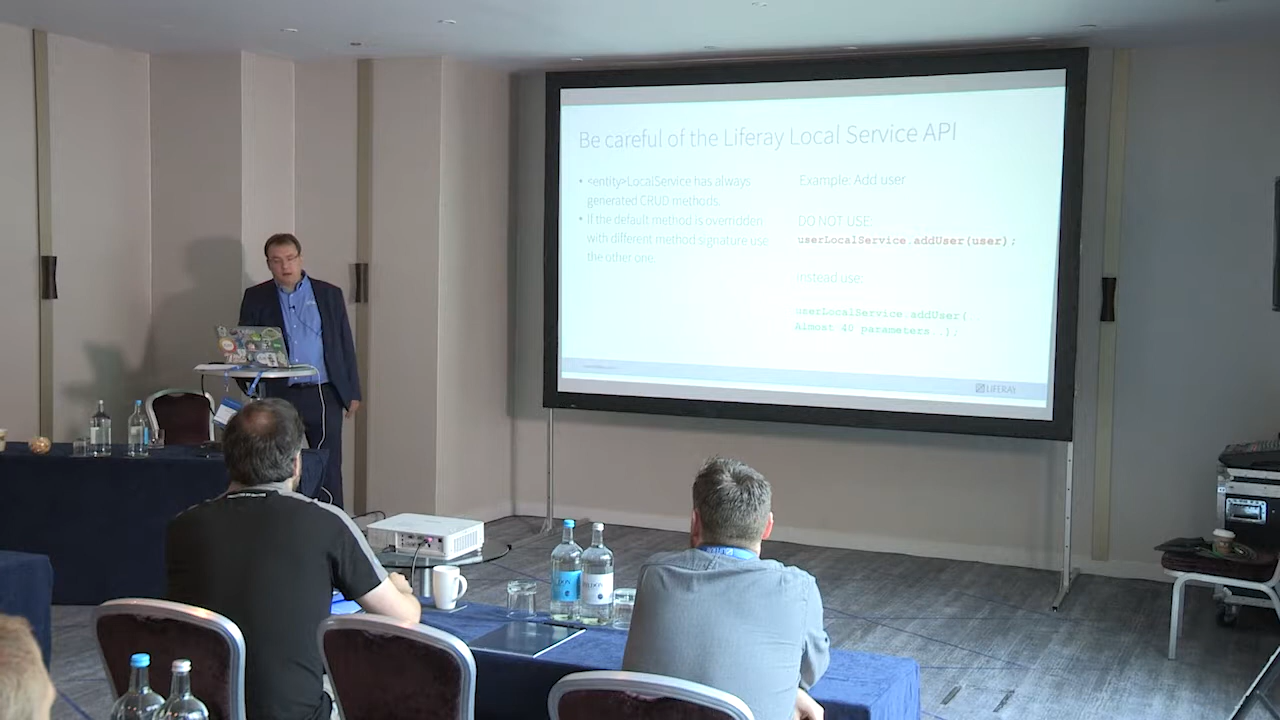 Be careful of the Liferay Local Service API
• <entity>LocalService has always
generated CRUD methods.
• If the default method is overridden
with different method signature use
the other one.
Example: Add user
DO NOT USE:
userLocalService.addUser(user);
Instead use:
userLocalService.addUser(
Almost 40 parameters..);
LIFERAY